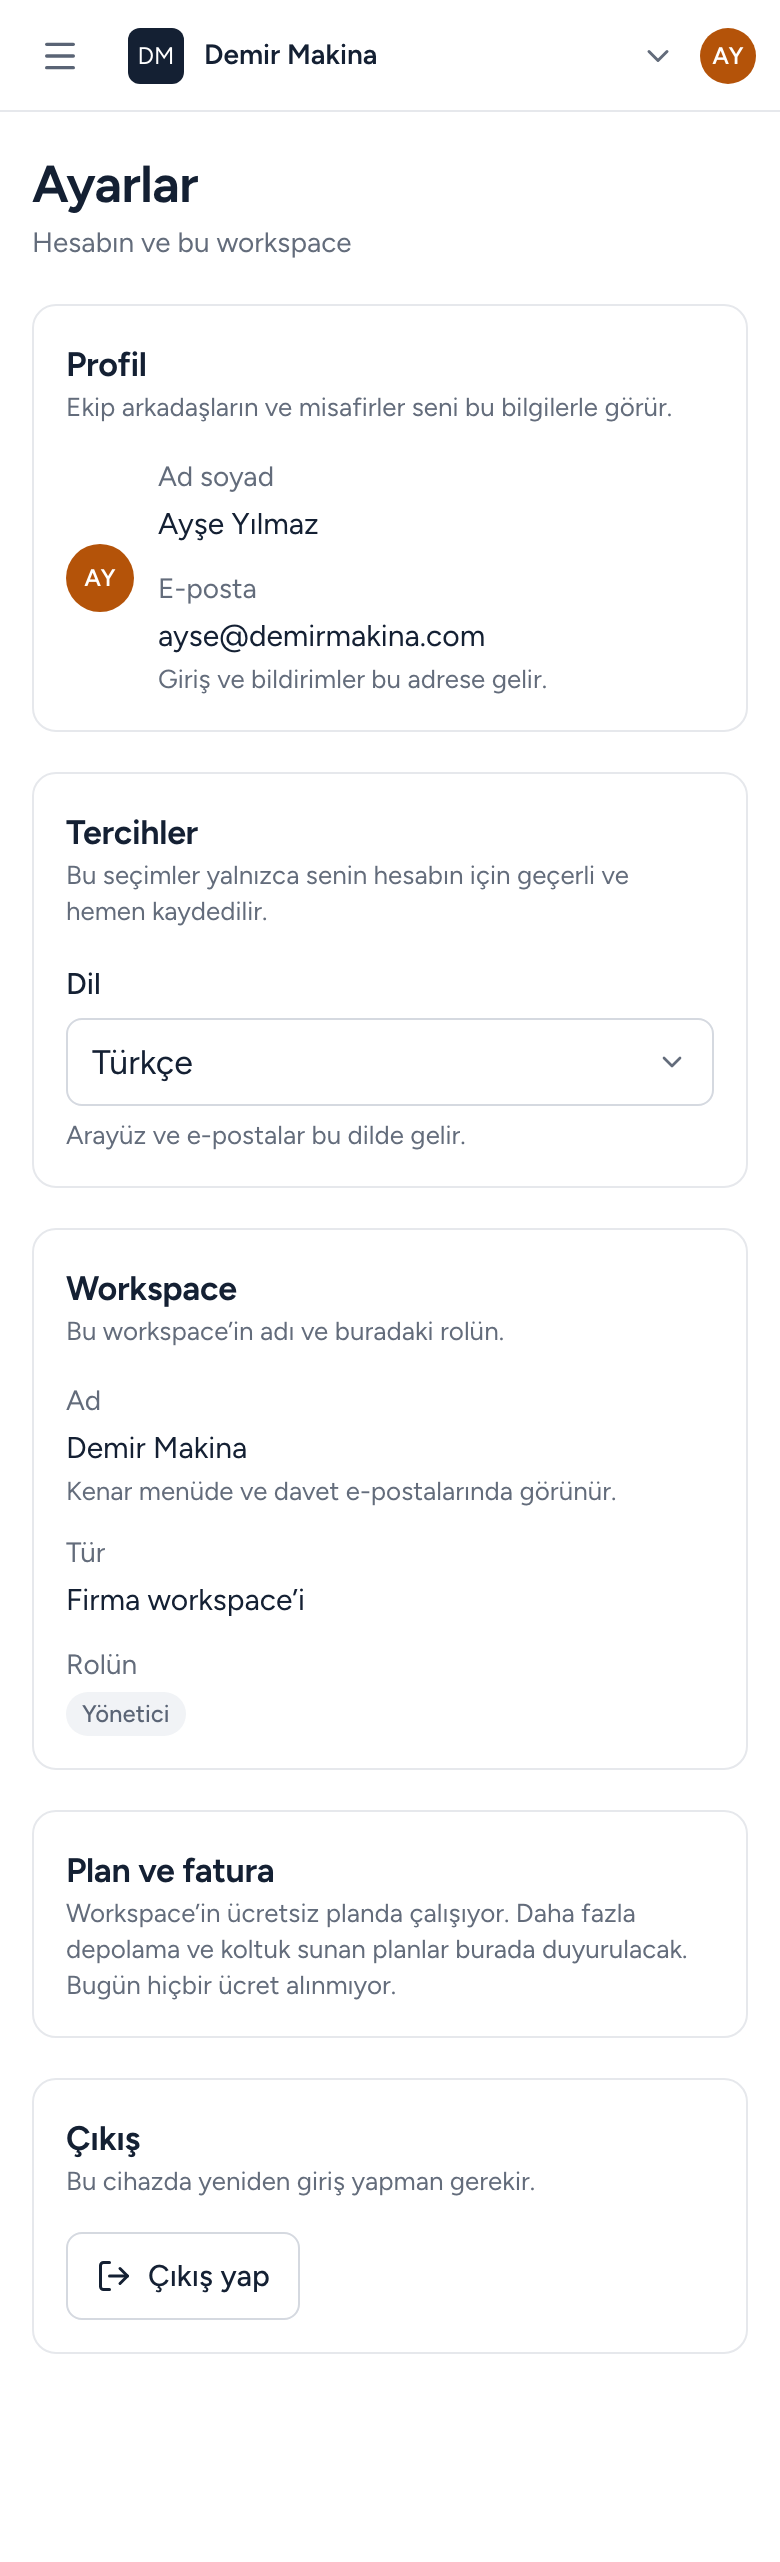 DM Demir Makina AY
Ayarlar
Hesabın ve bu workspace
Profil
Ekip arkadaşların ve misafirler seni bu bilgilerle görür.
AY
Ad soyad
Ayşe Yılmaz
E-posta
ayse@demirmakina.com
Giriş ve bildirimler bu adrese gelir.
Tercihler
Bu seçimler yalnızca senin hesabın için geçerli ve
hemen kaydedilir.
Dil
Türkçe
Arayüz ve e-postalar bu dilde gelir.
Workspace
Bu workspace’in adı ve buradaki rolün.
Ad
Demir Makina
Kenar menüde ve davet e-postalarında görünür.
Tür
Firma workspace’i
Rolün
Yönetici
Plan ve fatura
Workspace’in ücretsiz planda çalışıyor. Daha fazla
depolama ve koltuk sunan planlar burada duyurulacak.
Bugün hiçbir ücret alınmıyor.
Çıkış
Bu cihazda yeniden giriş yapman gerekir.
Çıkış yap